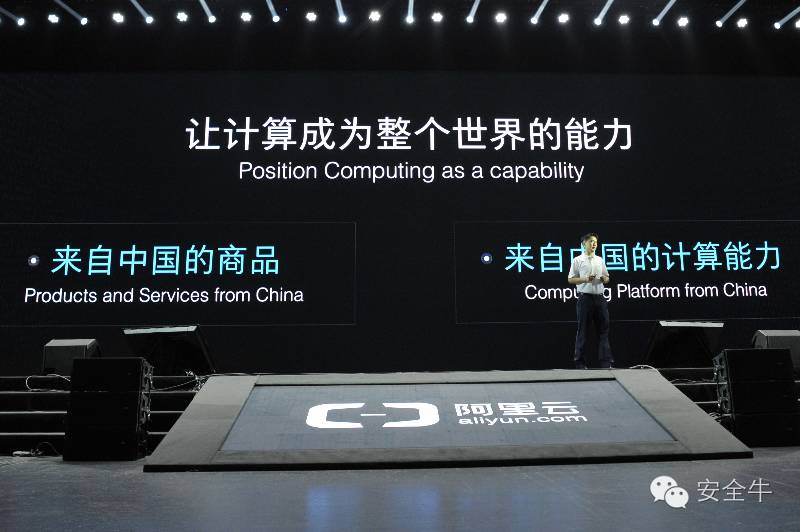 让计算成为整个世界的能力
Position Computing as a capability
来自中国的商品
Products and Services from China
来自 国的计算能力
Compu g Platform from China
阿里云
aliyun.com
安全牛